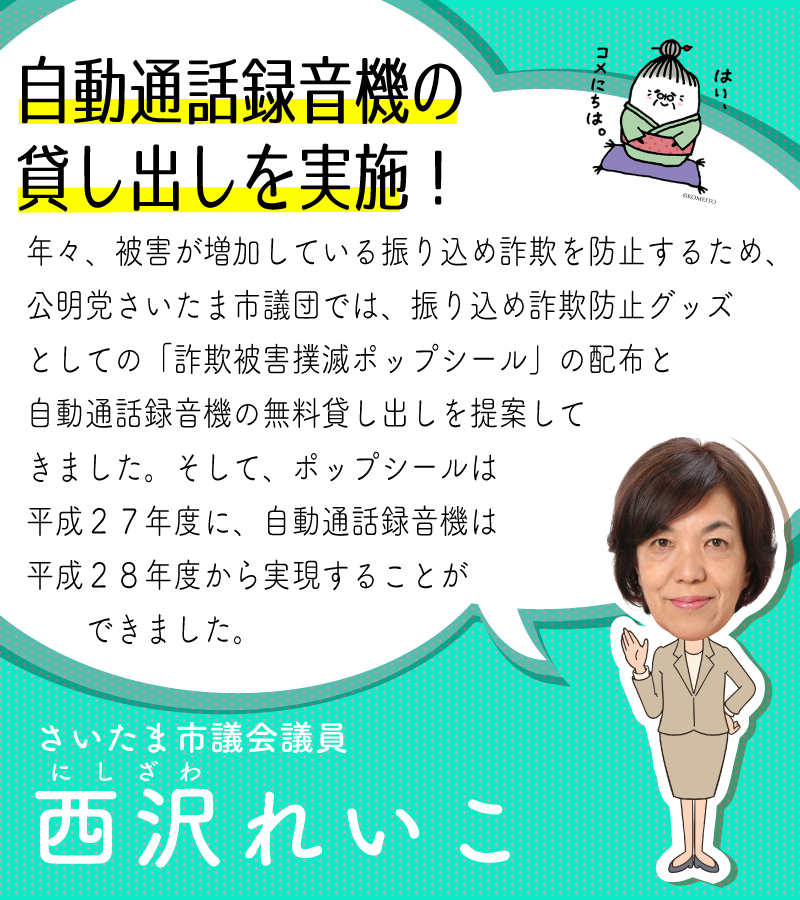 自動通話録音機の
貸し出しを実施！
はい、
コメにちは。
©KOMEITO
年々、被害が増加している振り込め詐欺を防止するため、
公明党さいたま市議団では、振り込め詐欺防止グッズ
としての「詐欺被害撲滅ポップシール」の配布と
自動通話録音機の無料貸し出しを提案して
きました。そして、ポップシールは
平成２７年度に、自動通話録音機は
平成２８年度から実現することが
できました。
さいたま市議会議員
にしざわ
西沢れいこ